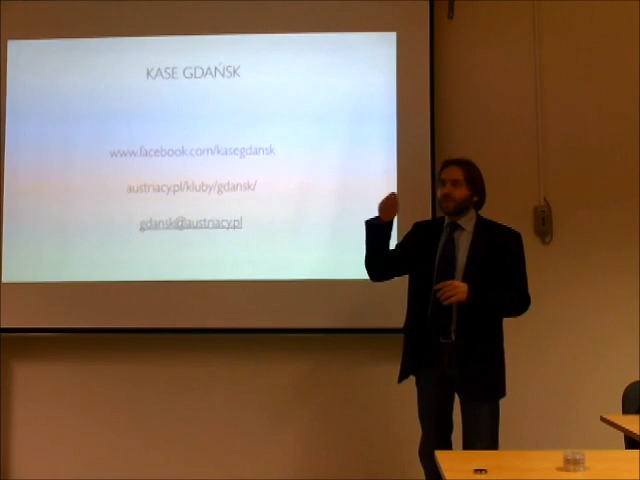 KASE GDAŃSK
www.facebook.com/kasegdansk
austriacy.pl/kluby/gdansk/
gdansk@austriacy.pl